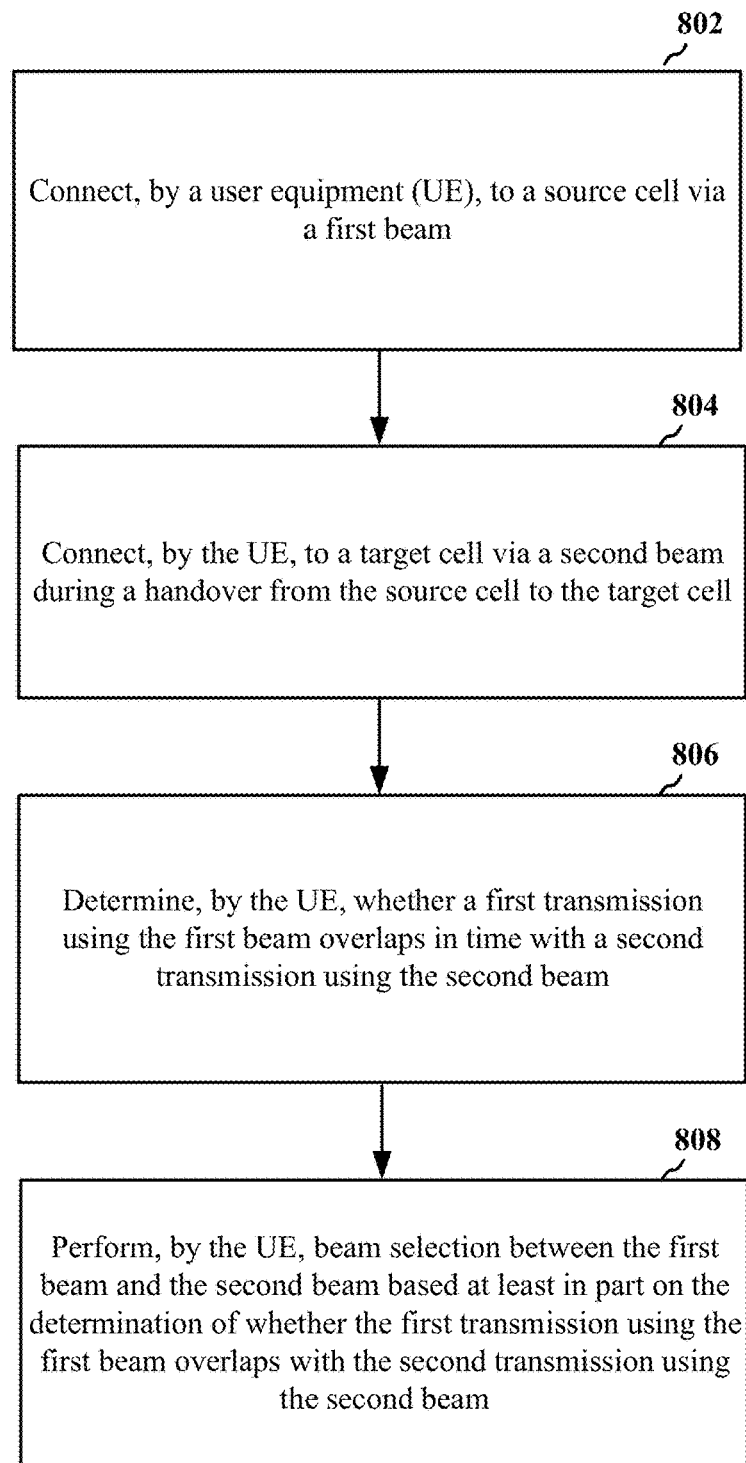 802
Connect, by a user equipment (UE), to a source cell via
a first beam
804
Connect, by the UE, to a target cell via a second beam
during a handover from the source cell to the target cell
806
Determine, by the UE, whether a first transmission
using the first beam overlaps in time with a second
transmission using the second beam
808
Perform, by the UE, beam selection between the first
beam and the second beam based at least in part on the
determination of whether the first transmission using the
first beam overlaps with the second transmission using
the second beam